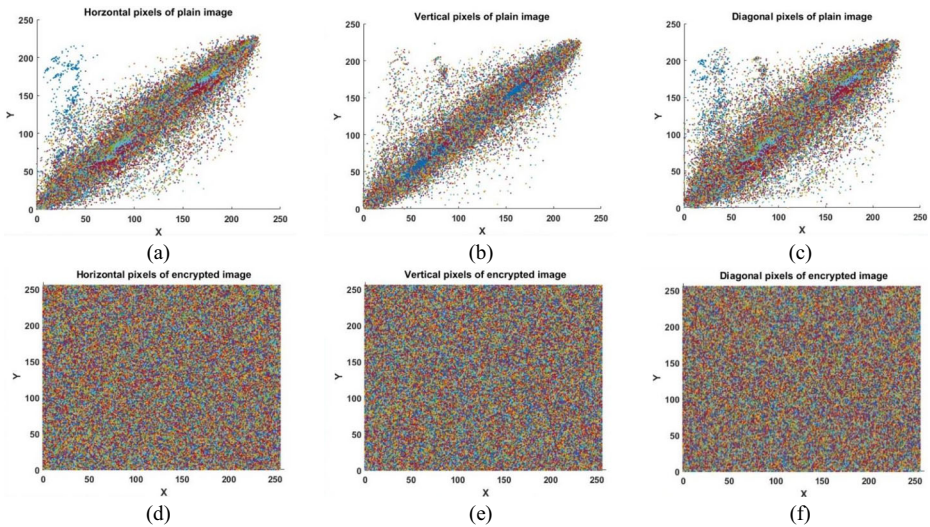 Horzontal pixels of plain image
250
200
150
100
50
0
Y
0 50 100 150 200 250
X
(a)
Vertical pixels of plain image
250
200
150
100
50
0
Y
0 50 100 150 200 250
X
(b)
Diagonal pixels of plain image
250
200
150
100
50
0
Y
0 50 100 150 200 250
X
(c)
Horizontal pixels of encrypted image
250
200
150
100
50
0
Y
0 50 100 150 200 250
X
(d)
Vertical pixels of encrypted image
250
200
150
100
50
0
Y
0 50 100 150 200 250
X
(e)
Diagonal pixels of encrypted image
250
200
150
100
50
0
Y
0 50 100 150 200 250
X
(f)